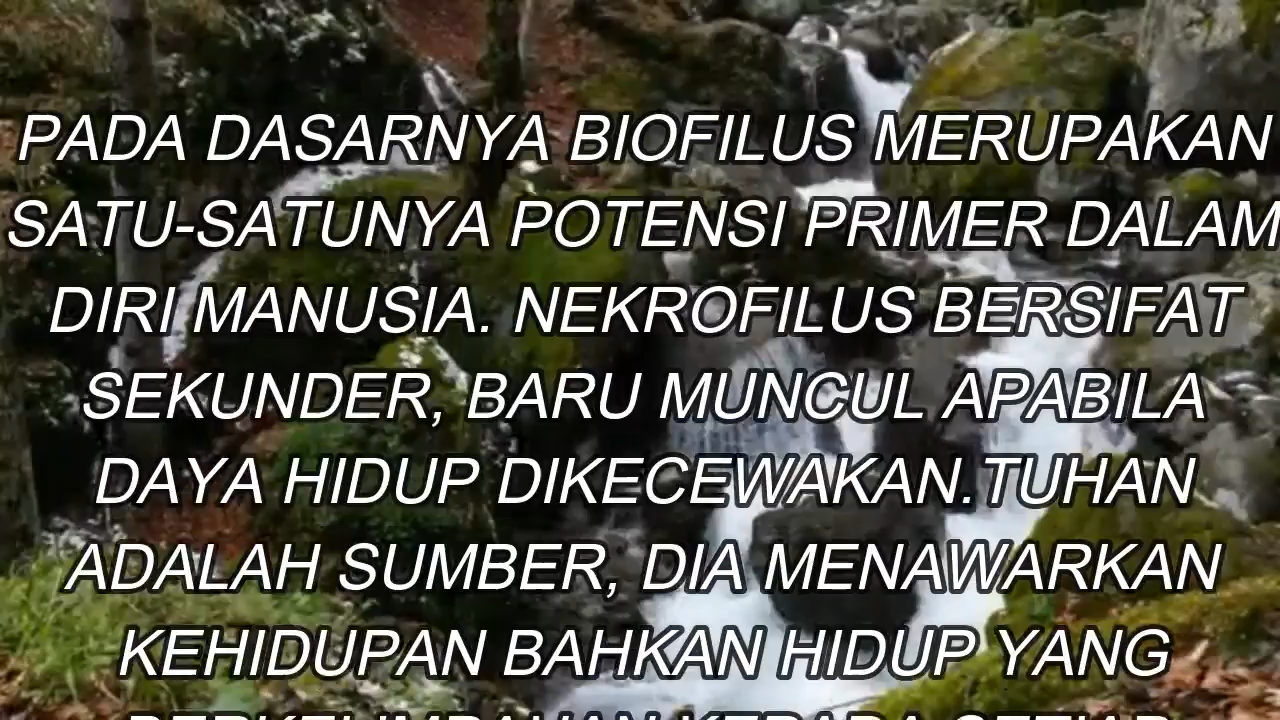 PADA DASARNYA BIOFILUS MERUPAKAN
SATU-SATUNYA POTENSI PRIMER DALAM
DIRI MANUSIA. NEKROFILUS BERSIFAT
SEKUNDER, BARU MUNCUL APABILA
DAYA HIDUP DIKECEWAKAN.TUHAN
ADALAH SUMBER, DIA MENAWARKAN
KEHIDUPAN BAHKAN HIDUP YANG